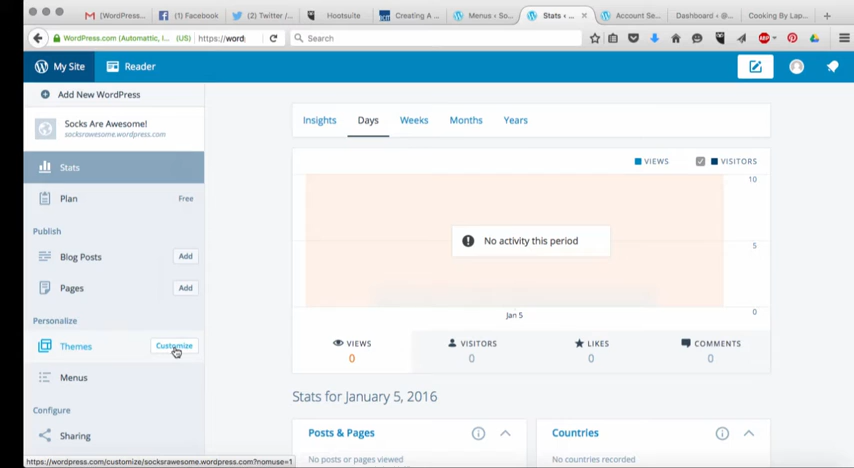 [WordPress...
(1) Facebook
Twitter /...
Hootsuite
Creating A ...
Menus ‹ So...
Stats ‹ ...
Account Se...
Dashboard ‹ @...
Cooking By Lap...
WordPress.com (Automattic, I... (US)
https://word
Search
ABP
My Site
Reader
Add New WordPress
Socks Are Awesome!
socksrawesome.wordpress.com
Stats
Plan
Free
Publish
Blog Posts
Add
Pages
Add
Personalize
Themes
Customize
Menus
Configure
Sharing
https://wordpress.com/customize/socksrawesome.wordpress.com?nomuse=1
Insights
Days
Weeks
Months
Years
VIEWS
VISITORS
10
No activity this period
5
0
Jan 5
VIEWS
0
VISITORS
0
LIKES
0
COMMENTS
0
Stats for January 5, 2016
Posts & Pages
No posts or pages viewed
Countries
No countries recorded